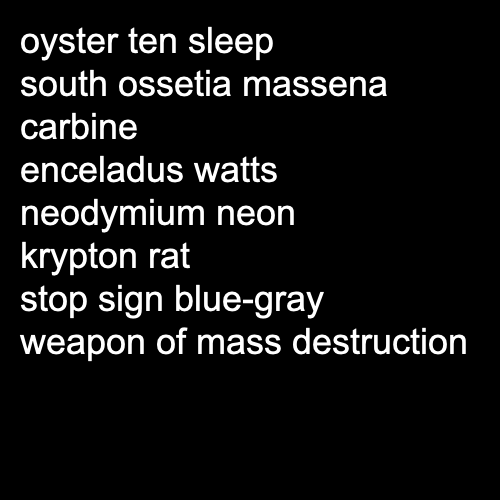 oyster ten sleep
south ossetia massena
carbine
enceladus watts
neodymium neon
krypton rat
stop sign blue-gray
weapon of mass destruction